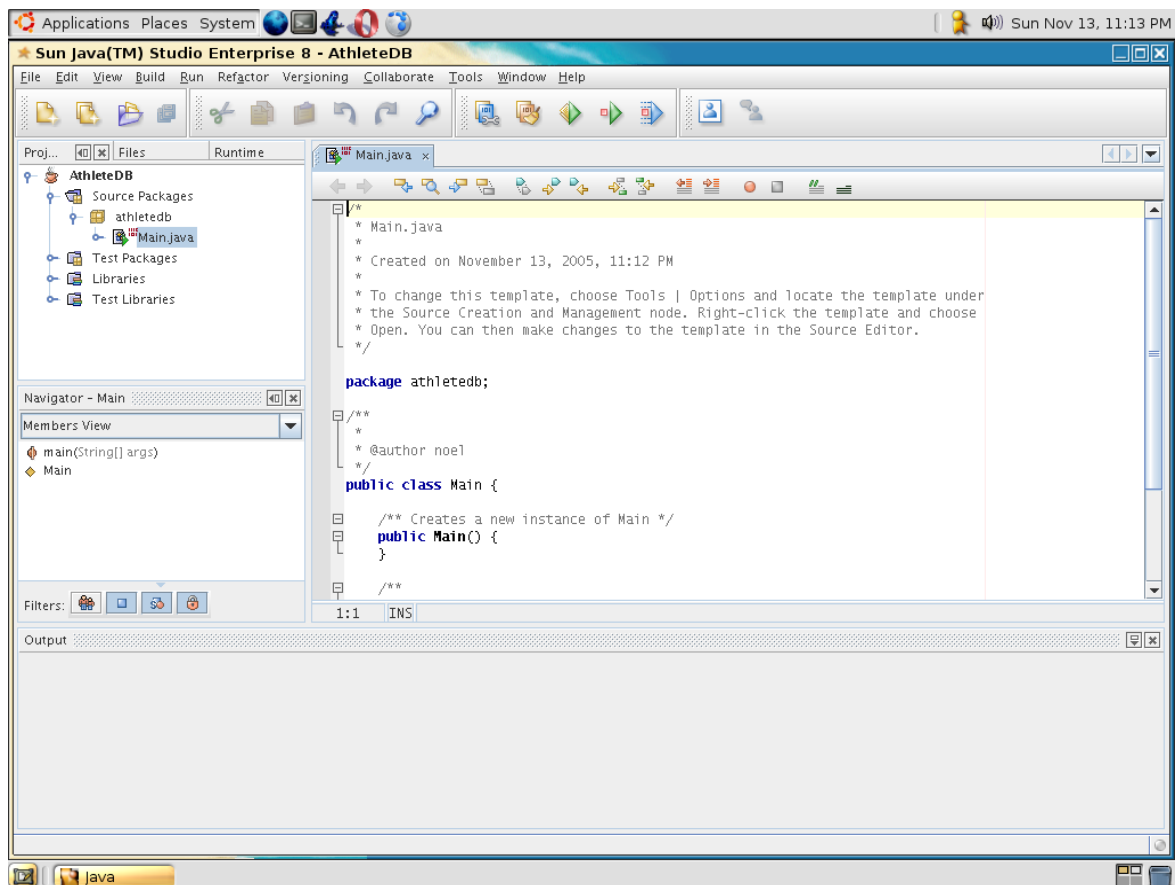 Applications Places System
Sun Nov 13, 11:13 PM
Sun Java(TM) Studio Enterprise 8 - AthleteDB
File Edit View Build Run Refactor Versioning Collaborate Tools Window Help
Proj... Files Runtime
AthleteDB
Source Packages
athletedb
Main.java
Test Packages
Libraries
Test Libraries
Navigator - Main
Members View
main(String[] args)
Main
Filters:
Main.java
/*
* Main.java
*
* Created on November 13, 2005, 11:12 PM
*
* To change this template, choose Tools | Options and locate the template under
* the Source Creation and Management node. Right-click the template and choose
* Open. You can then make changes to the template in the Source Editor.
*/
package athletedb;
/**
*
* @author noel
*/
public class Main {
/** Creates a new instance of Main */
public Main() {
}
/**
1:1 INS
Output
Java